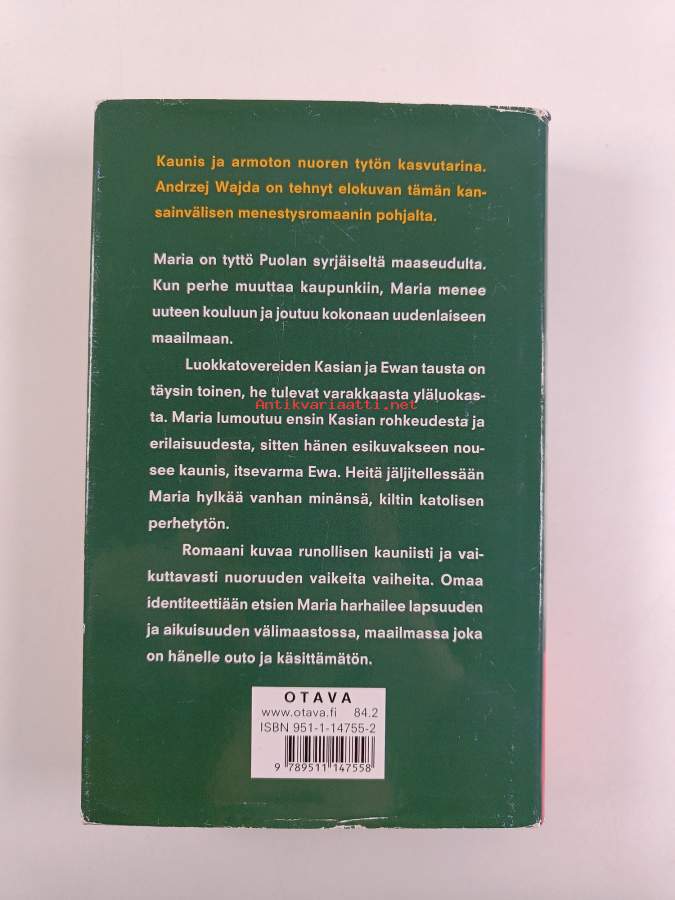 Kaunis ja armoton nuoren tytön kasvutarina.
Andrzej Wajda on tehnyt elokuvan tämän kan-
sainvälisen menestysromaanin pohjalta.
Maria on tyttö Puolan syrjäiseltä maaseudulta.
Kun perhe muuttaa kaupunkiin, Maria menee
uuteen kouluun ja joutuu kokonaan uudenlaiseen
maailmaan.
Luokkatovereiden Kasian ja Ewan tausta on
täysin toinen, he tulevat varakkaasta yläluokas-
Antikvariaatti.net
ta. Maria lumoutuu ensin Kasian rohkeudesta ja
erilaisuudesta, sitten hänen esikuvakseen nou-
see kaunis, itsevarma Ewa. Heitä jäljitellessään
Maria hylkää vanhan minänsä, kiltin katolisen
perhetytön.
Romaani kuvaa runollisen kauniisti ja vai-
kuttavasti nuoruuden vaikeita vaiheita. Omaa
identiteettiään etsien Maria harhailee lapsuuden
ja aikuisuuden välimaastossa, maailmassa joka
on hänelle outo ja käsittämätön.
OTAVA
www.otava.fi 84.2
ISBN 951-1-14755-2
9 789511 147558